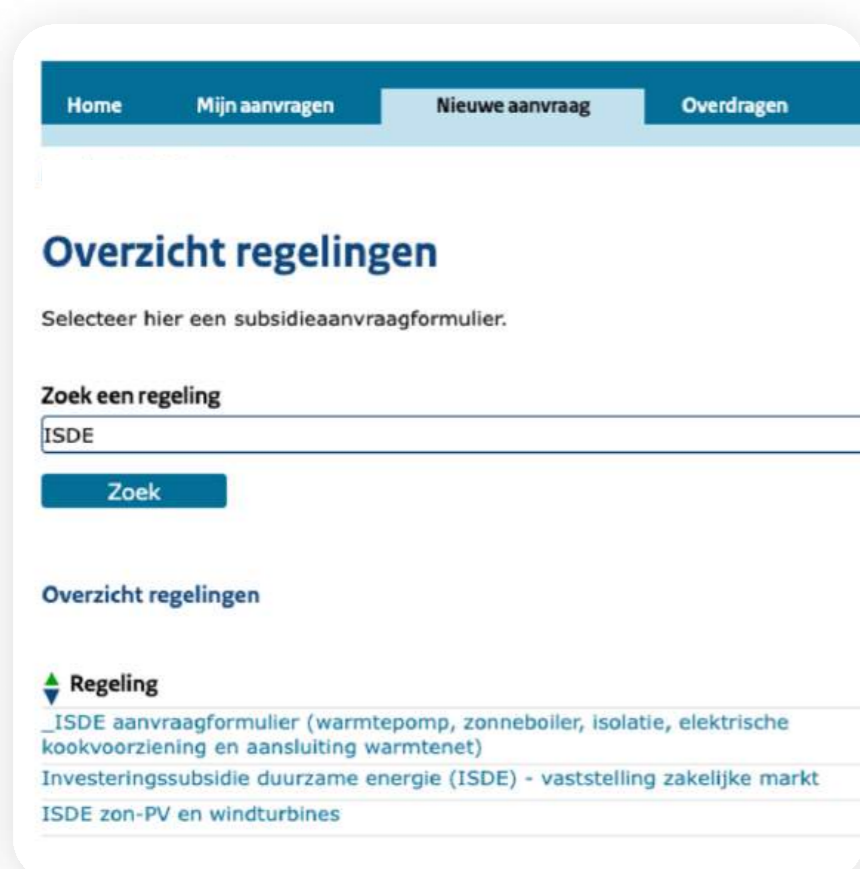 Home Mijn aanvragen Nieuwe aanvraag Overdragen
Overzicht regelingen
Selecteer hier een subsidieaanvraagformulier.
Zoek een regeling
ISDE
Zoek
Overzicht regelingen
Regeling
_ISDE aanvraagformulier (warmtepomp, zonneboiler, isolatie, elektrische
kookvoorziening en aansluiting warmtenet)
Investeringssubsidie duurzame energie (ISDE) - vaststelling zakelijke markt
ISDE zon-PV en windturbines